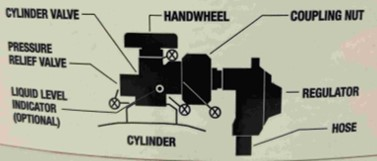 CYLINDER VALVE
HANDWHEEL
COUPLING NUT
PRESSURE
RELIEF VALVE
LIQUID LEVEL
INDICATOR
(OPTIONAL)
REGULATOR
CYLINDER
HOSE